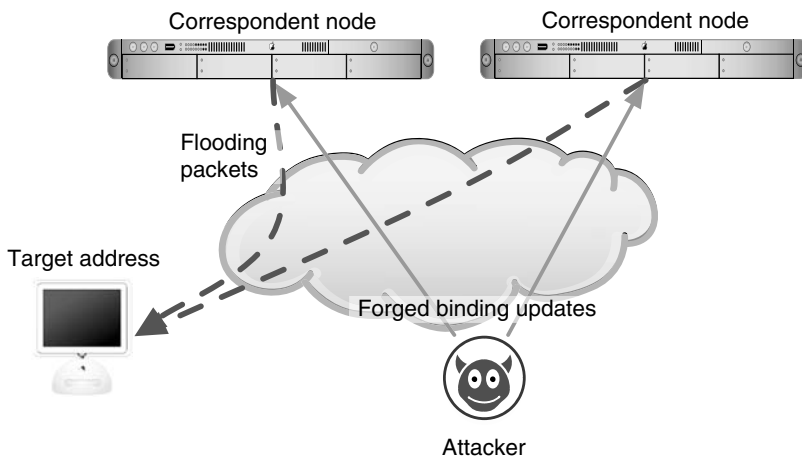 Correspondent node
Correspondent node
Flooding
packets
Target address
Forged binding updates
Attacker